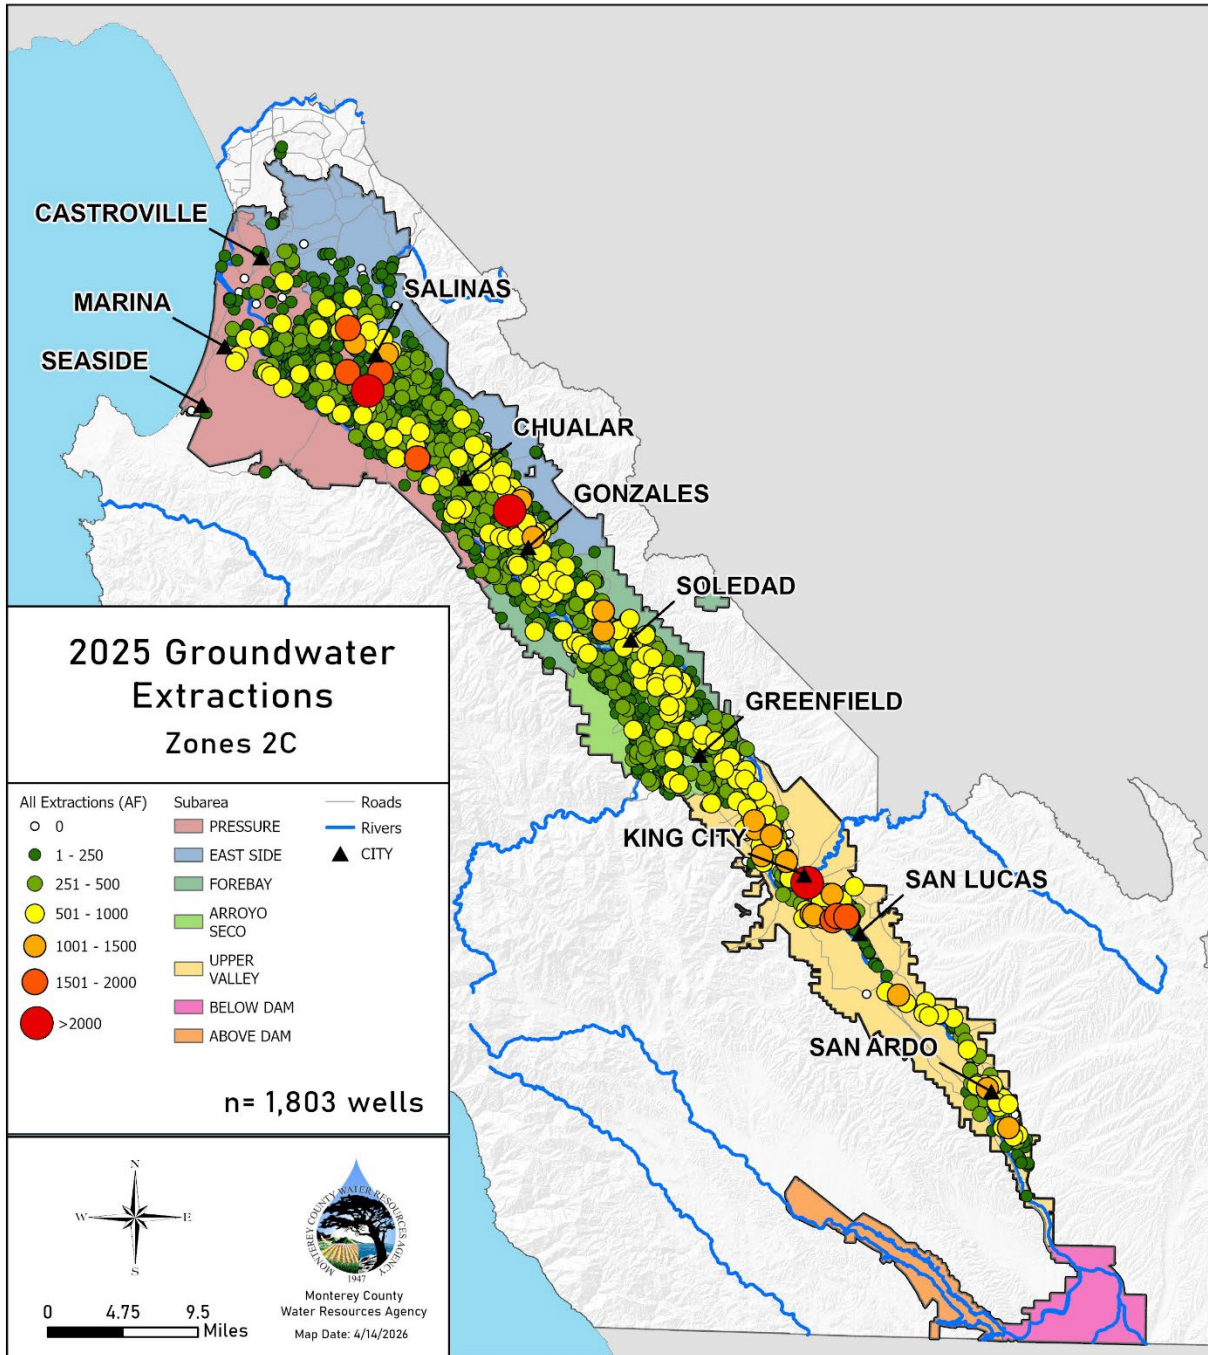 CASTROVILLE
MARINA
SEASIDE
SALINAS
CHUALAR
GONZALES
SOLEDAD
GREENFIELD
KING CITY
SAN LUCAS
SAN ARDO
2025 Groundwater
Extractions
Zones 2C
All Extractions (AF)
0
1 - 250
251 - 500
501 - 1000
1001 - 1500
1501 - 2000
>2000
Subarea
PRESSURE
EAST SIDE
FOREBAY
ARROYO
SECO
UPPER
VALLEY
BELOW DAM
ABOVE DAM
Roads
Rivers
CITY
n= 1,803 wells
N
W E
S
0 4.75 9.5
Miles
MONTEREY COUNTY WATER RESOURCES AGENCY
1947
Monterey County
Water Resources Agency
Map Date: 4/14/2026